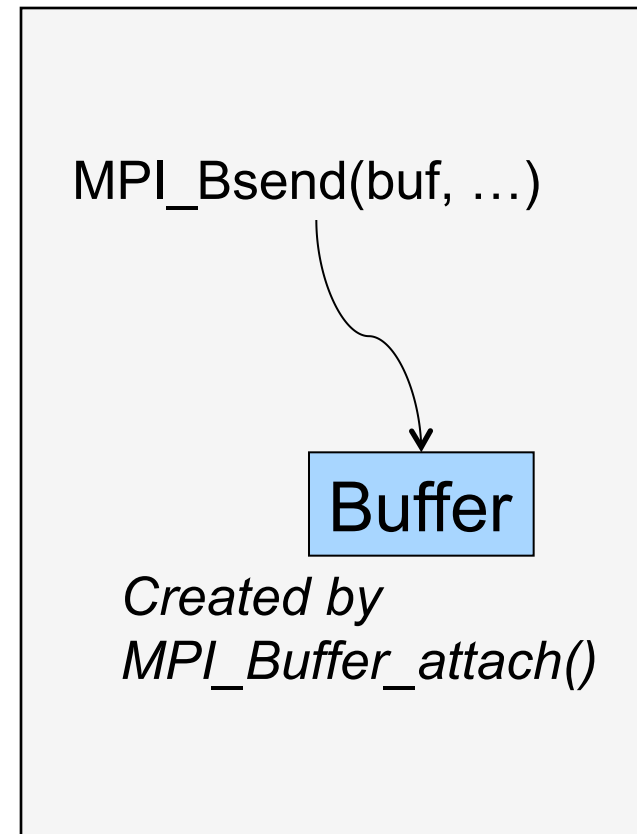 MPI_Bsend(buf, …)
Buffer
Created by
MPI_Buffer_attach()